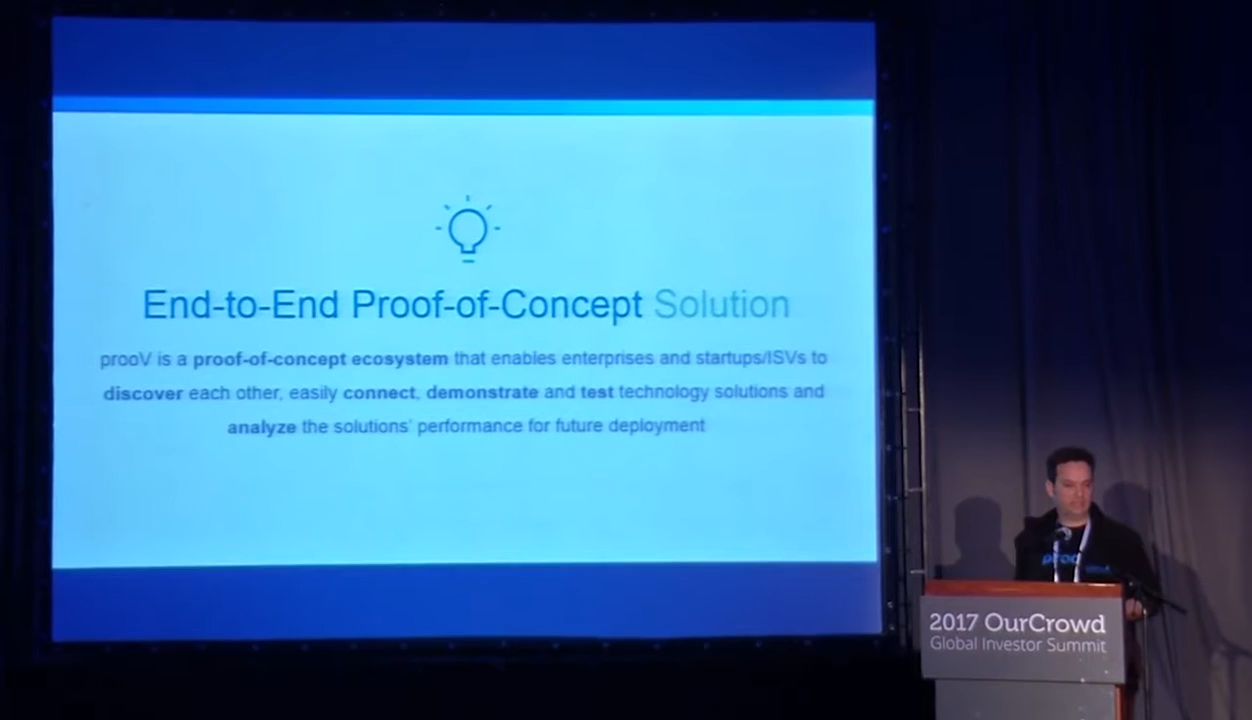 End-to-End Proof-of-Concept Solution
prooV is a proof-of-concept ecosystem that enables enterprises and startups/ISVs to
discover each other, easily connect, demonstrate and test technology solutions and
analyze the solutions' performance for future deployment
2017 OurCrowd
Global Investor Summit